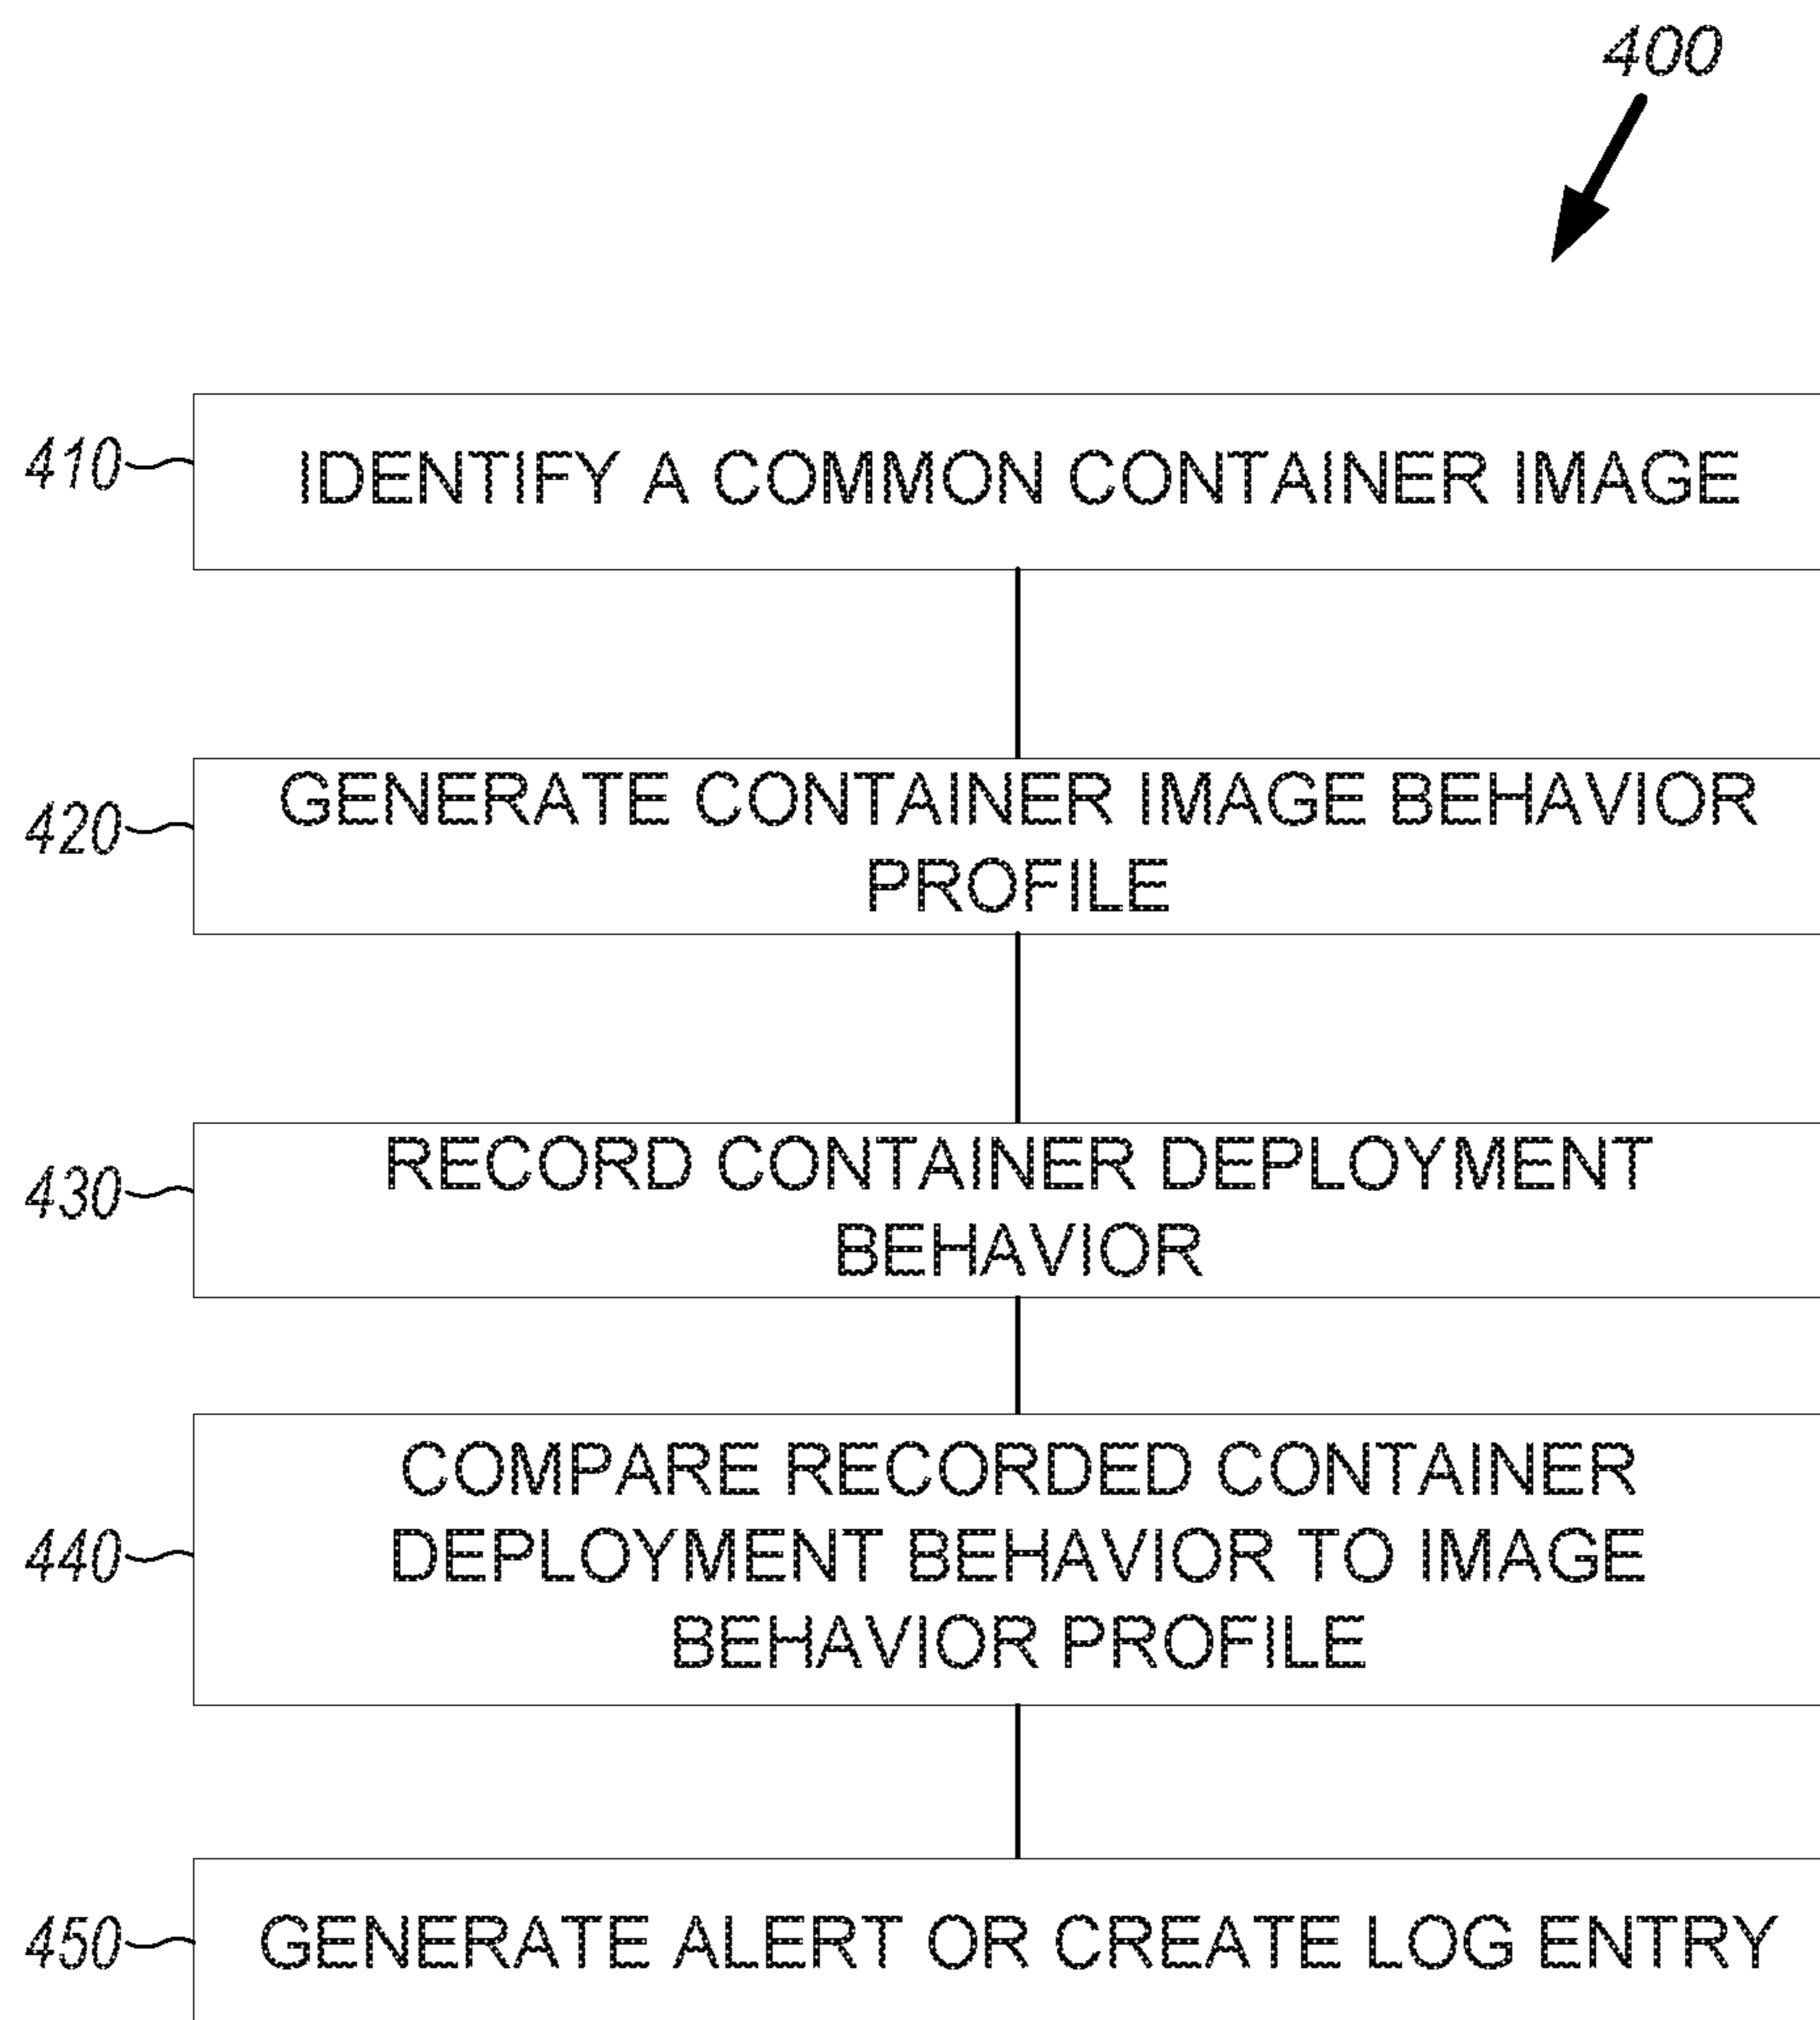 400
410
IDENTIFY A COMMON CONTAINER IMAGE
420
GENERATE CONTAINER IMAGE BEHAVIOR
PROFILE
430
RECORD CONTAINER DEPLOYMENT
BEHAVIOR
440
COMPARE RECORDED CONTAINER
DEPLOYMENT BEHAVIOR TO IMAGE
BEHAVIOR PROFILE
450
GENERATE ALERT OR CREATE LOG ENTRY